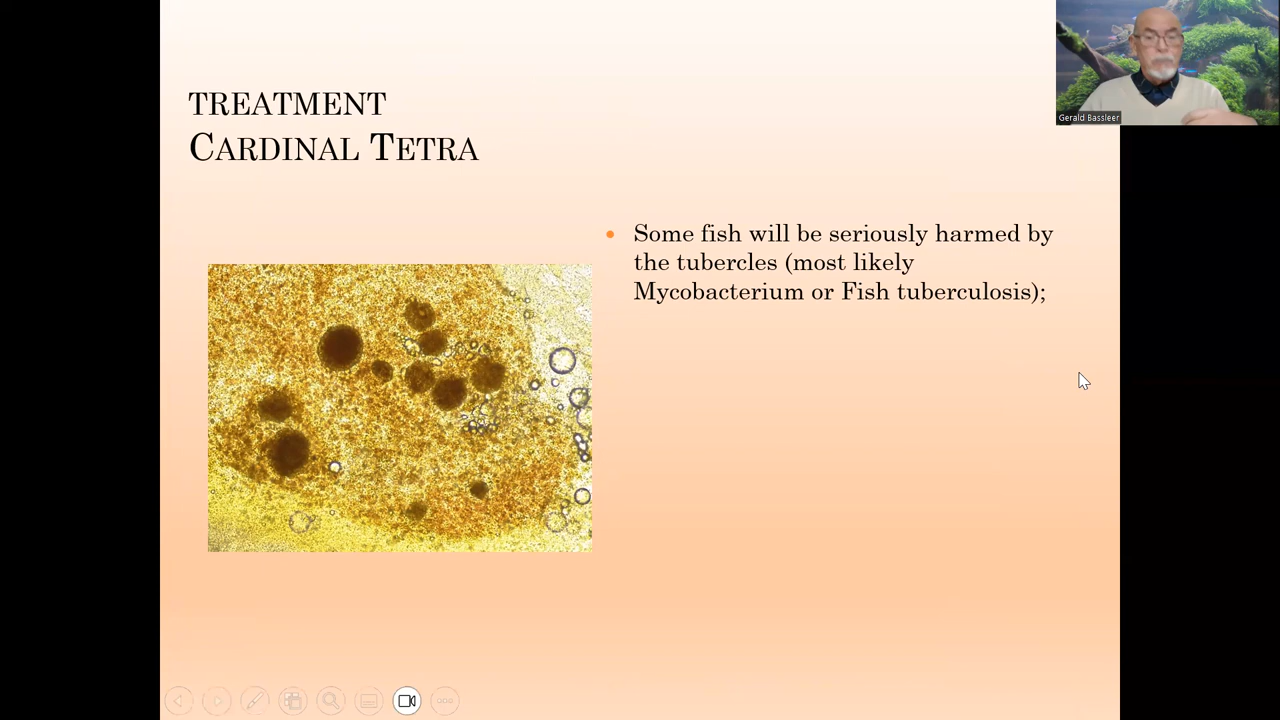 TREATMENT
CARDINAL TETRA
Gerald Bassleer
• Some fish will be seriously harmed by
the tubercles (most likely
Mycobacterium or Fish tuberculosis);